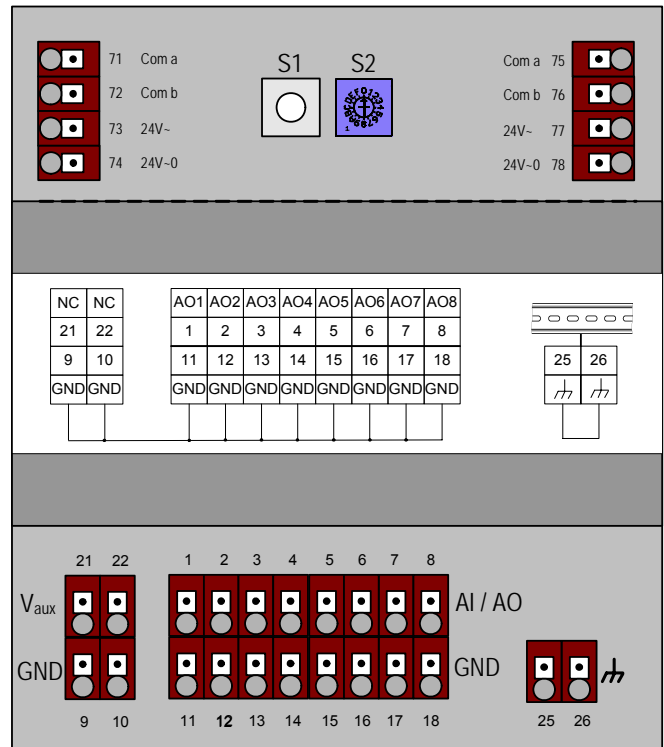 S1 S2
71 Com a
Com a 75
72 Com b
Com b 76
73 24V~
24V~ 77
74 24V~0
24V~0 78
NC NC AO1 AO2 AO3 AO4 AO5 AO6 AO7 AO8
21 22 1 2 3 4 5 6 7 8
25 26
9 10 11 12 13 14 15 16 17 18
GND GND GND GND GND GND GND GND GND GND
21 22 1 2 3 4 5 6 7 8
Vaux
AI / AO
GND
GND
9 10 11 12 13 14 15 16 17 18 25 26